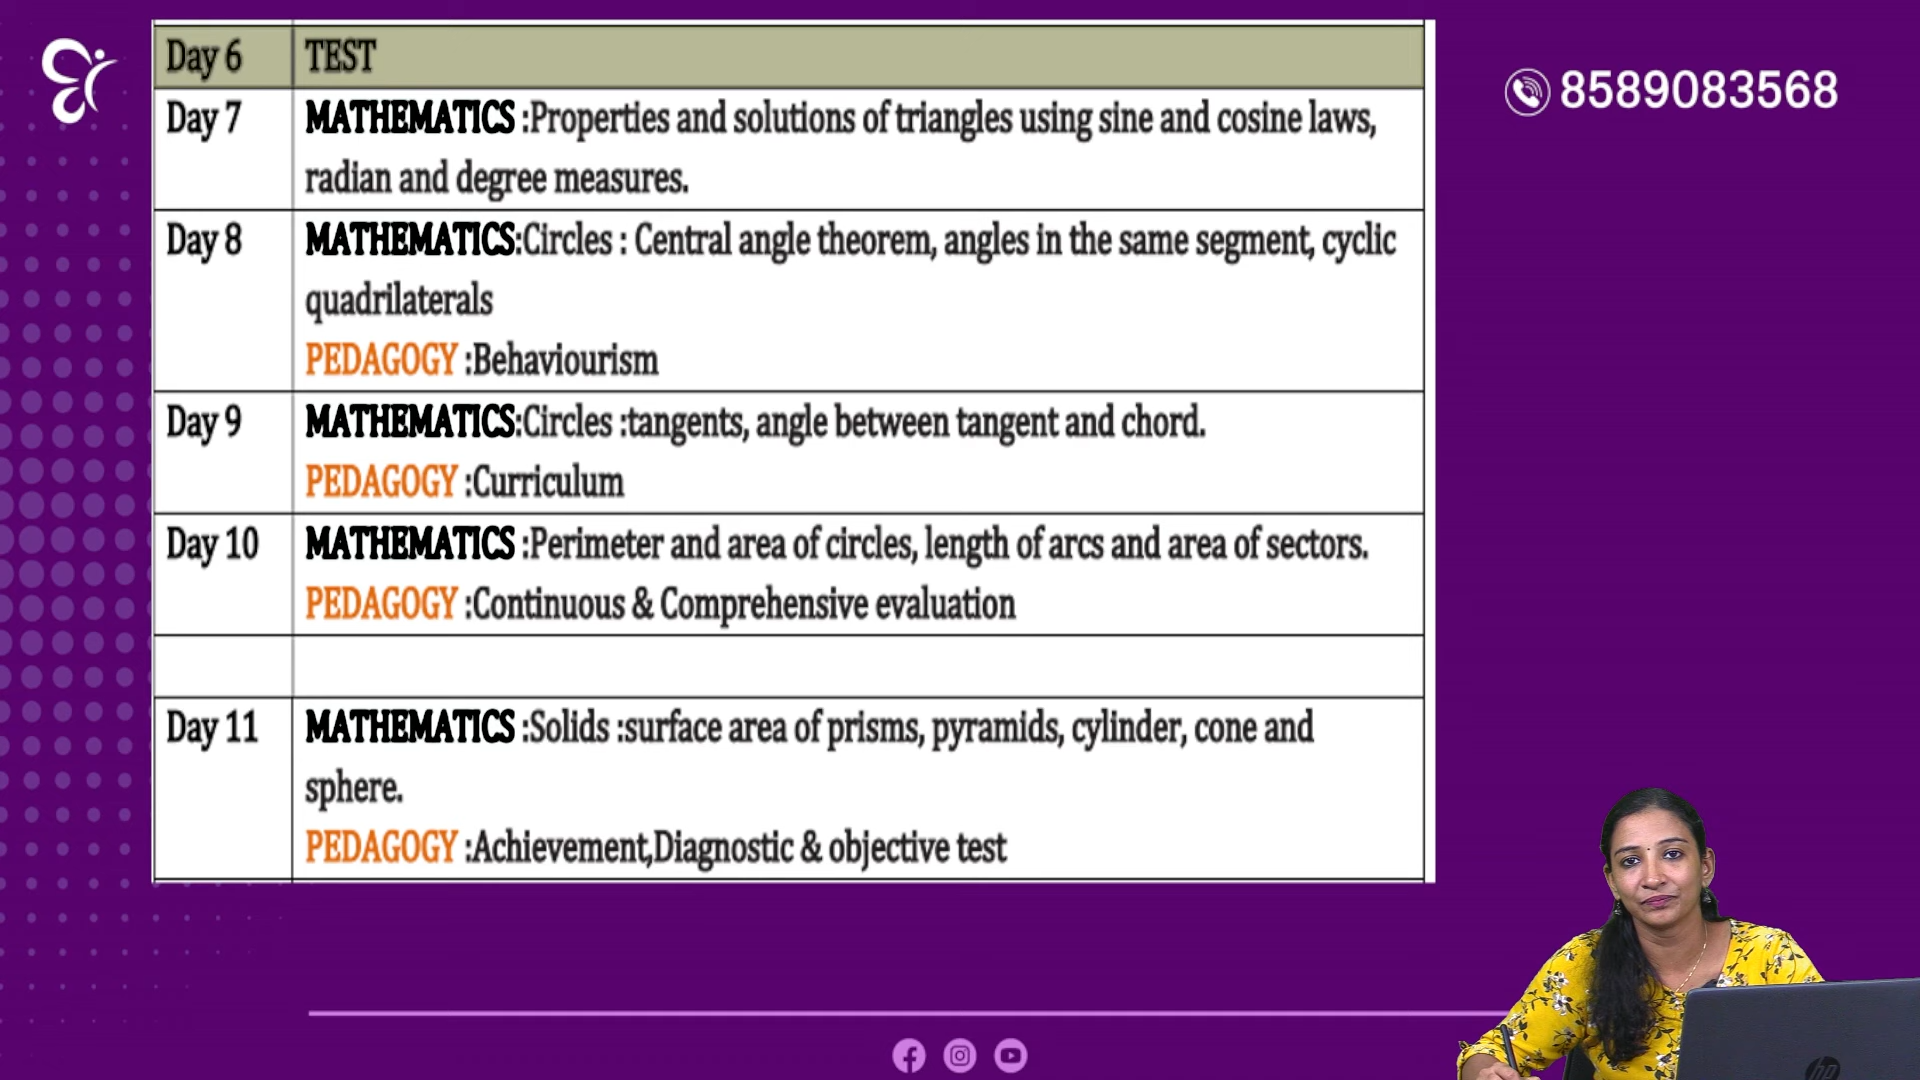 Day 6 TEST
8589083568
Day 7 MATHEMATICS :Properties and solutions of triangles using sine and cosine laws,
radian and degree measures.
Day 8 MATHEMATICS:Circles : Central angle theorem, angles in the same segment, cyclic
quadrilaterals
PEDAGOGY :Behaviourism
Day 9 MATHEMATICS:Circles :tangents, angle between tangent and chord.
PEDAGOGY :Curriculum
Day 10 MATHEMATICS :Perimeter and area of circles, length of arcs and area of sectors.
PEDAGOGY :Continuous & Comprehensive evaluation
Day 11 MATHEMATICS :Solids :surface area of prisms, pyramids, cylinder, cone and
sphere.
PEDAGOGY :Achievement,Diagnostic & objective test
hp